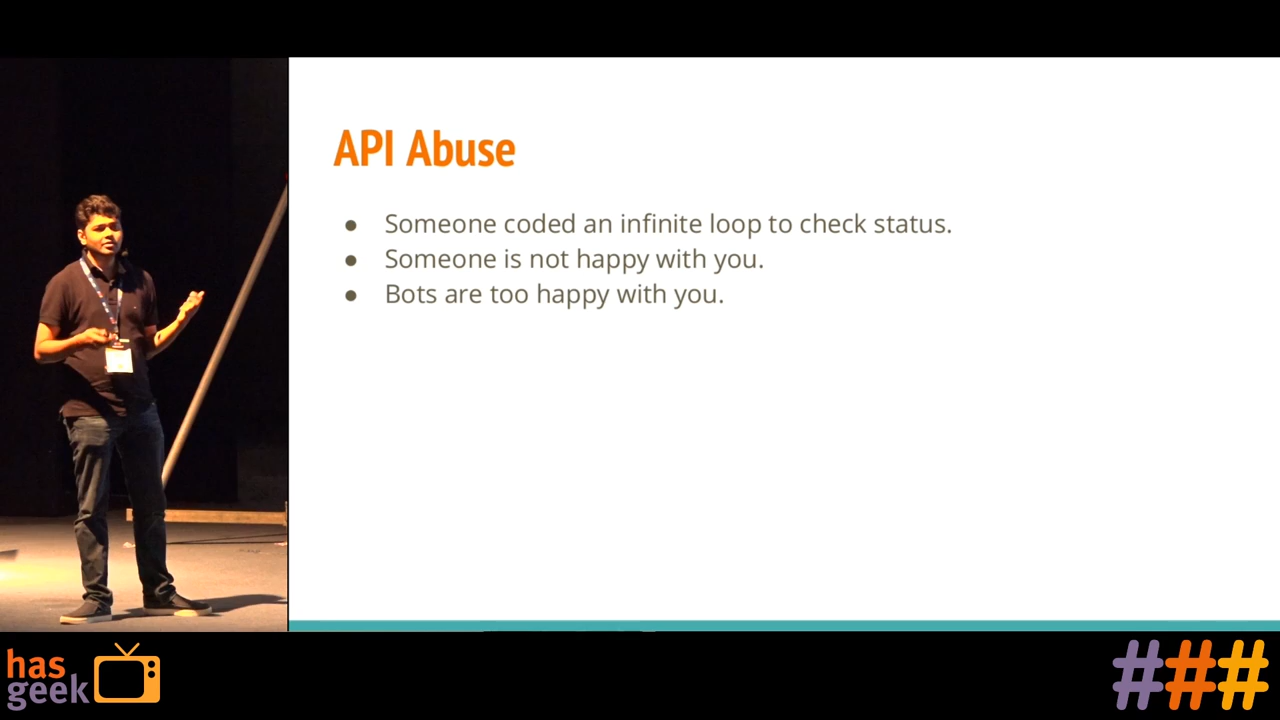 API Abuse
● Someone coded an infinite loop to check status.
● Someone is not happy with you.
● Bots are too happy with you.
has
geek
###